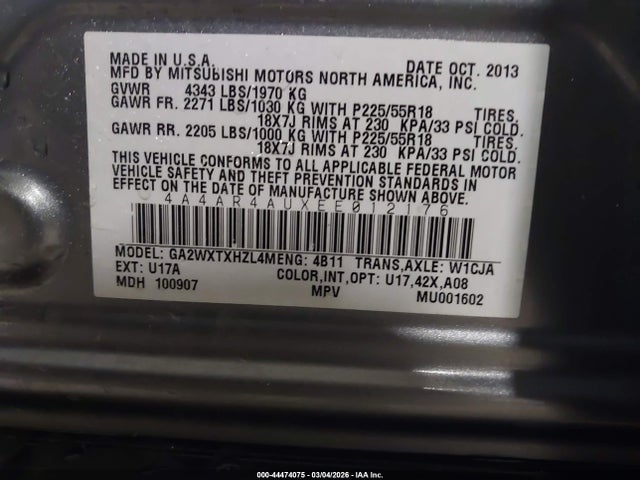 MADE IN U.S.A. DATE OCT. 2013
MFD BY MITSUBISHI MOTORS NORTH AMERICA, INC.
GVWR 4343 LBS/1970 KG
GAWR FR. 2271 LBS/1030 KG WITH P225/55R18 TIRES,
18X7J RIMS AT 230 KPA/33 PSI COLD.
GAWR RR. 2205 LBS/1000 KG WITH P225/55R18 TIRES,
18X7J RIMS AT 230 KPA/33 PSI COLD.
THIS VEHICLE CONFORMS TO ALL APPLICABLE FEDERAL MOTOR
VEHICLE SAFETY AND THEFT PREVENTION STANDARDS IN
EFFECT ON THE DATE OF MANUFACTURE SHOWN ABOVE.
4A4AR4AUXEE012176
MODEL: GA2WXTXHZL4MENG: 4B11 TRANS,AXLE: W1CJA
EXT: U17A COLOR,INT,OPT: U17,42X,A08
MDH 100907 MPV MU001602
000-44474075 - 03/04/2026 - IAA Inc.